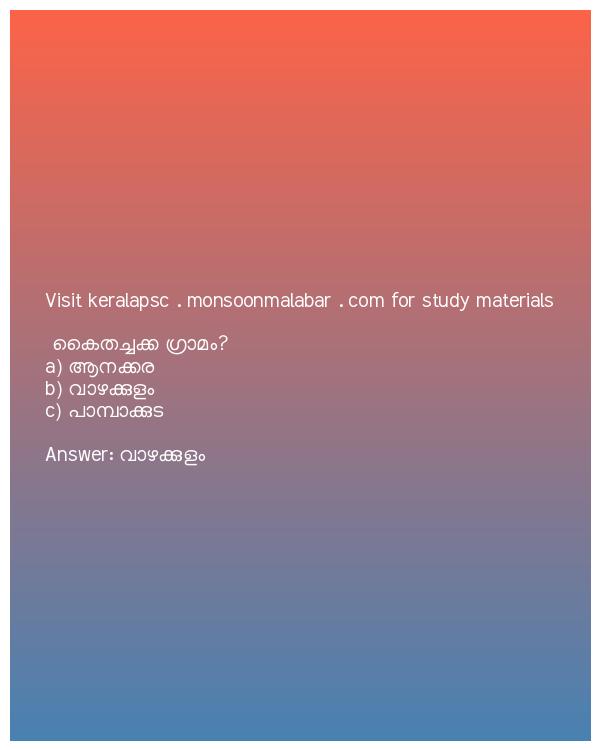 Visit keralapsc . monsoonmalabar . com for study materials
കൈതച്ചക്ക ഗ്രാമം?
a) ആനക്കര
b) വാഴക്കുളം
c) പാമ്പാക്കുട
Answer: വാഴക്കുളം